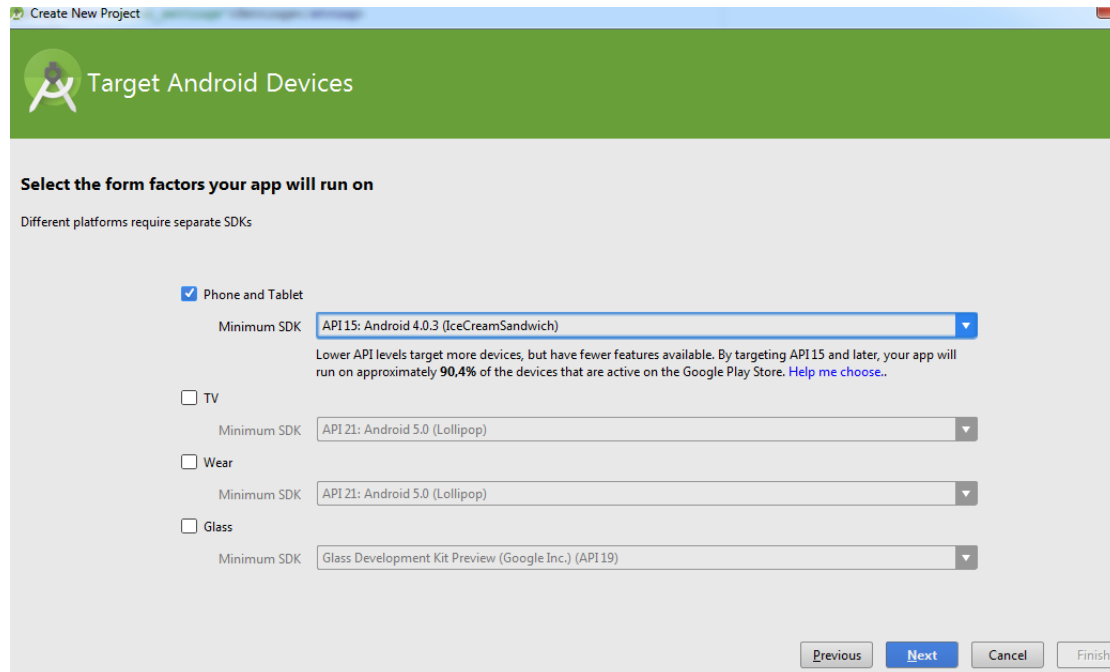 Create New Project
Target Android Devices
Select the form factors your app will run on
Different platforms require separate SDKs
Phone and Tablet
Minimum SDK
API 15: Android 4.0.3 (IceCreamSandwich)
Lower API levels target more devices, but have fewer features available. By targeting API 15 and later, your app will
run on approximately 90,4% of the devices that are active on the Google Play Store. Help me choose..
TV
Minimum SDK
API 21: Android 5.0 (Lollipop)
Wear
Minimum SDK
API 21: Android 5.0 (Lollipop)
Glass
Minimum SDK
Glass Development Kit Preview (Google Inc.) (API 19)
Previous
Next
Cancel
Finish